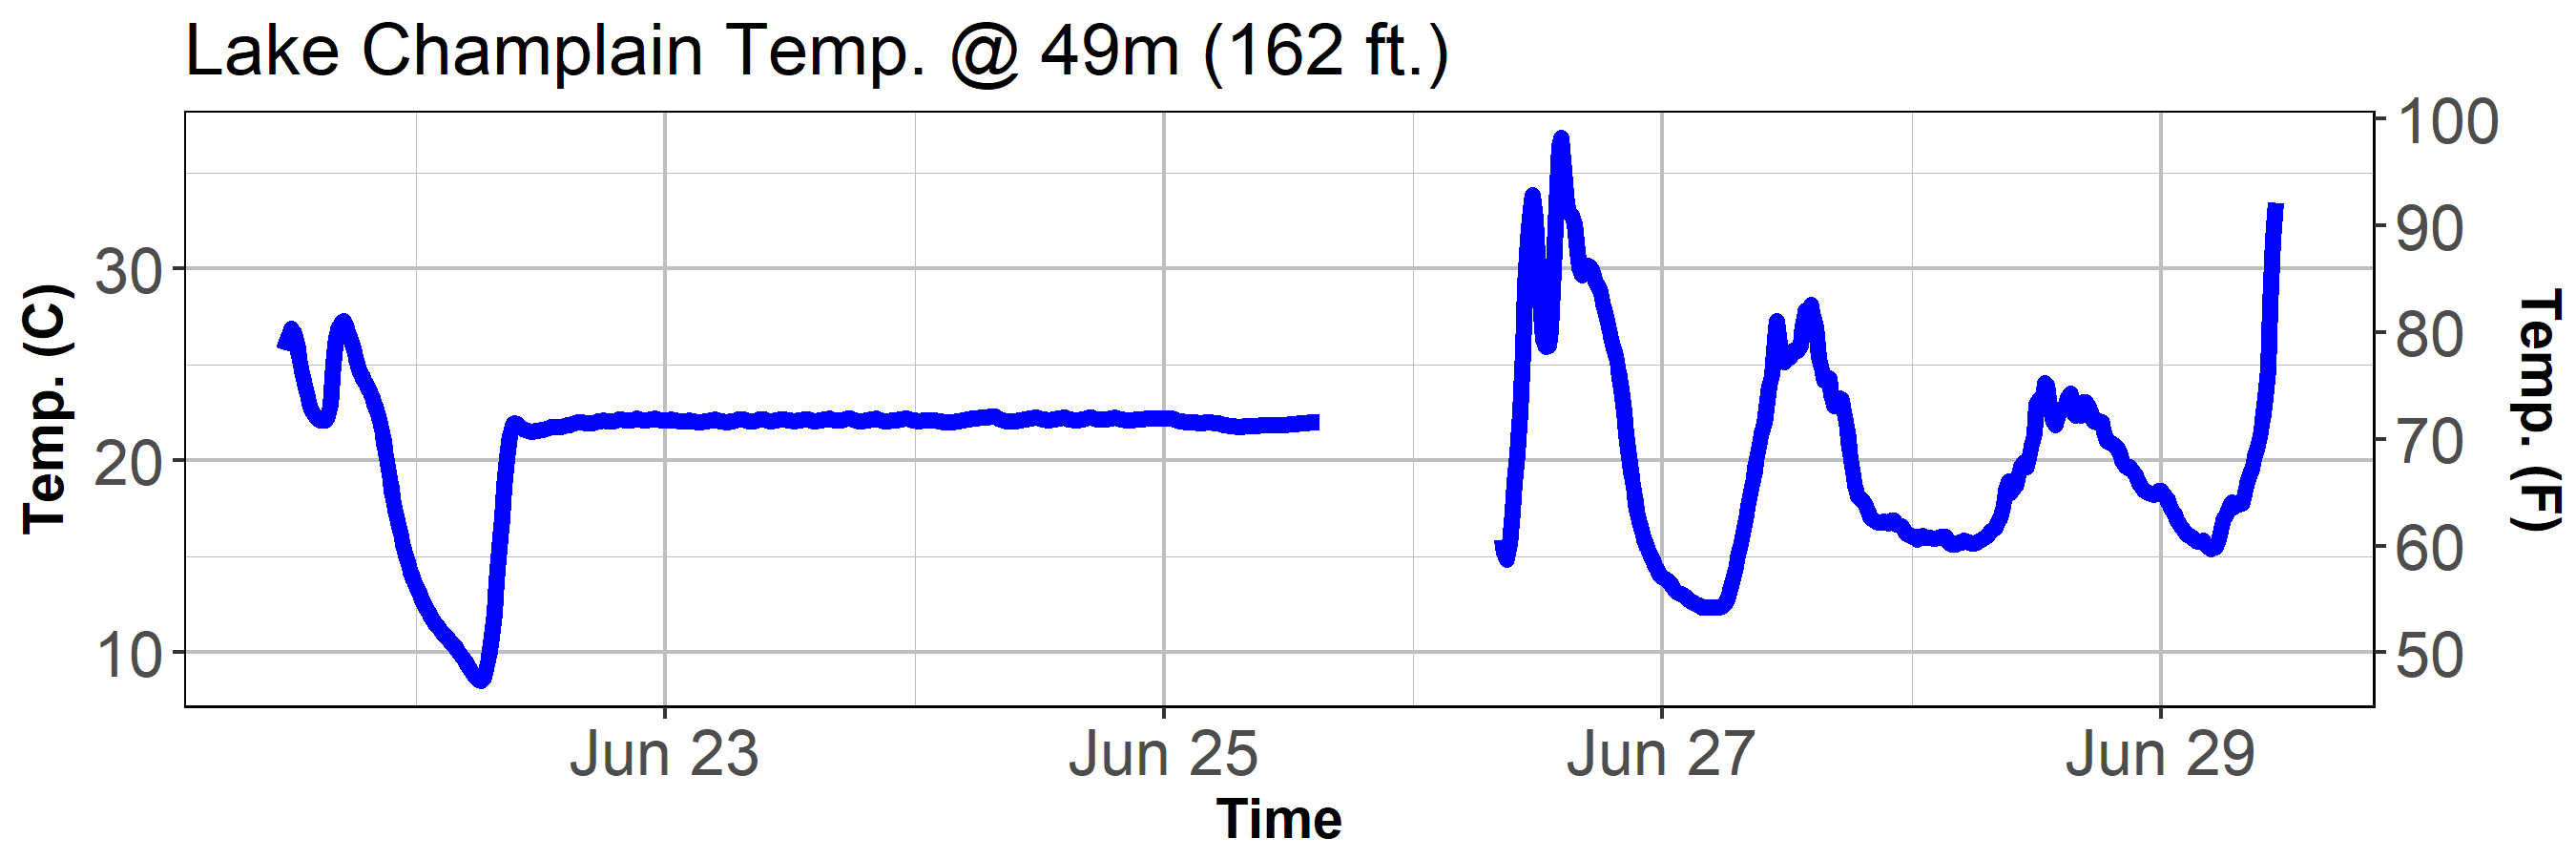 Lake Champlain Temp. @ 49m (162 ft.)
100
90
80
70
60
50
30
20
10
Temp. (C)
Temp. (F)
Jun 23
Jun 25
Jun 27
Jun 29
Time